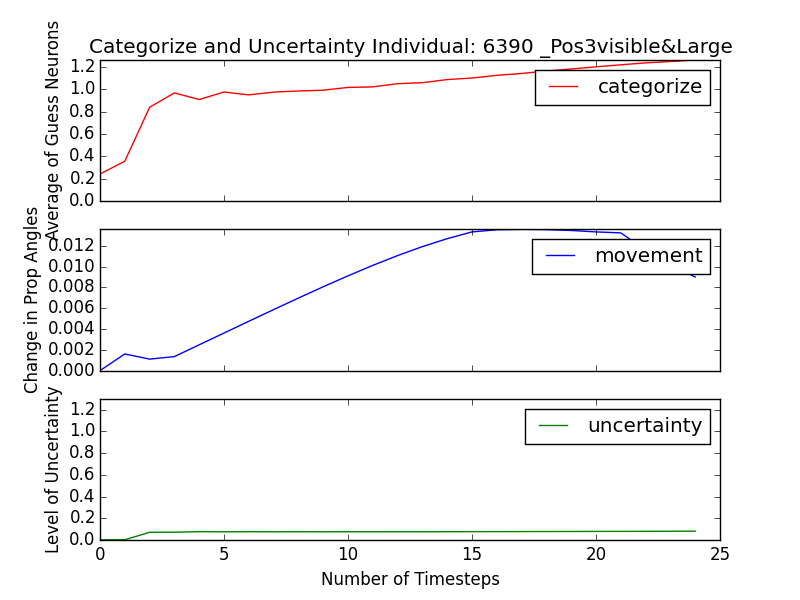 Categorize and Uncertainty Individual: 6390 _Pos3visible&Large
Average of Guess Neurons
1.2
1.0
0.8
0.6
0.4
0.2
0.0
categorize
Change in Prop Angles
0.012
0.010
0.008
0.006
0.004
0.002
0.000
movement
Level of Uncertainty
1.2
1.0
0.8
0.6
0.4
0.2
0.0
uncertainty
0 5 10 15 20 25
Number of Timesteps